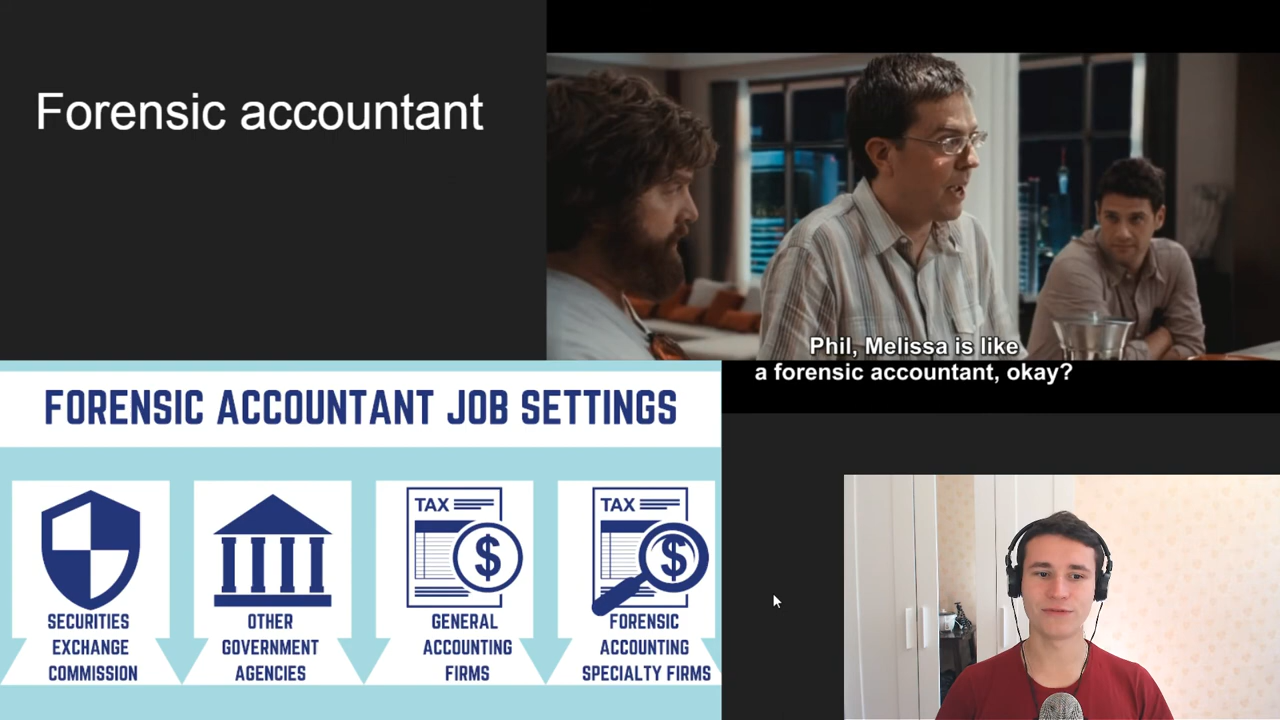 Forensic accountant
Phil, Melissa is like
a forensic accountant, okay?
FORENSIC ACCOUNTANT JOB SETTINGS
TAX
TAX
SECURITIES
EXCHANGE
COMMISSION
OTHER
GOVERNMENT
AGENCIES
GENERAL
ACCOUNTING
FIRMS
FORENSIC
ACCOUNTING
SPECIALTY FIRMS